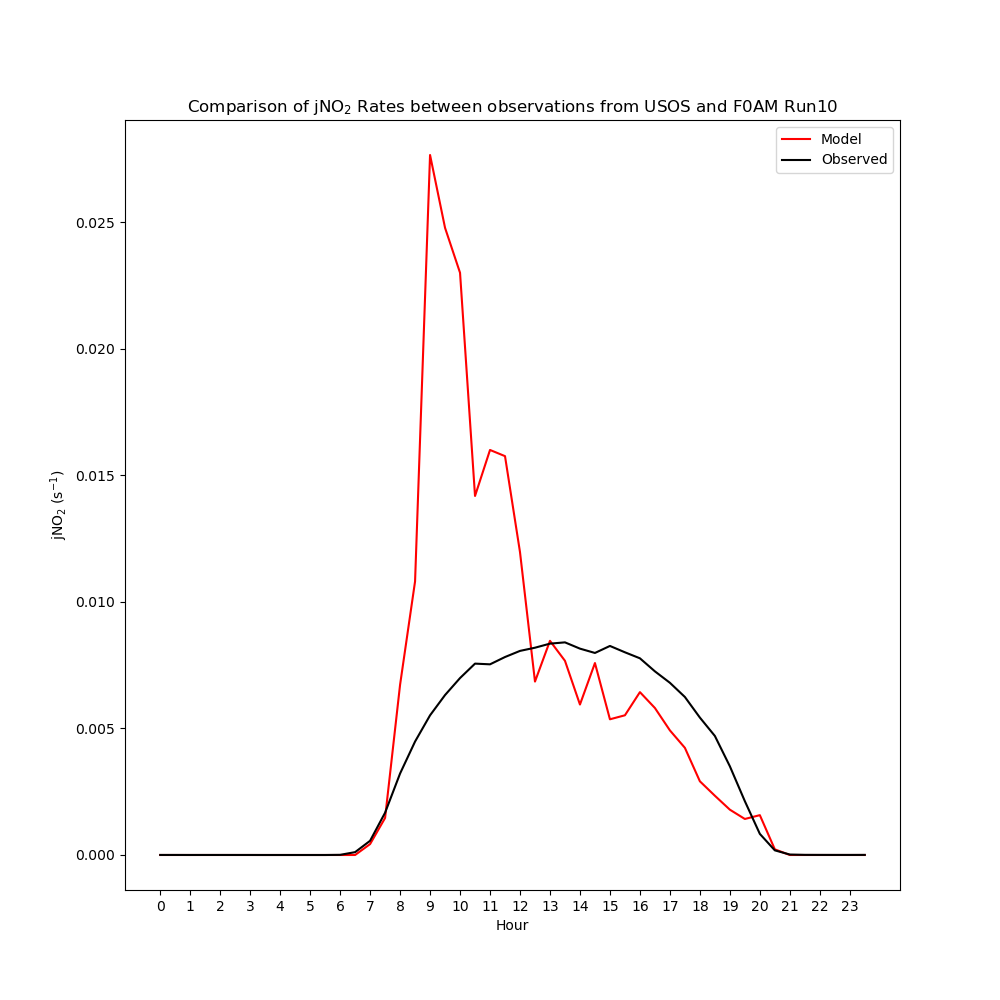 Comparison of jNO₂ Rates between observations from USOS and F0AM Run10
Model
Observed
0.025
0.020
0.015
0.010
0.005
0.000
jNO₂ (s⁻¹)
0 1 2 3 4 5 6 7 8 9 10 11 12 13 14 15 16 17 18 19 20 21 22 23
Hour